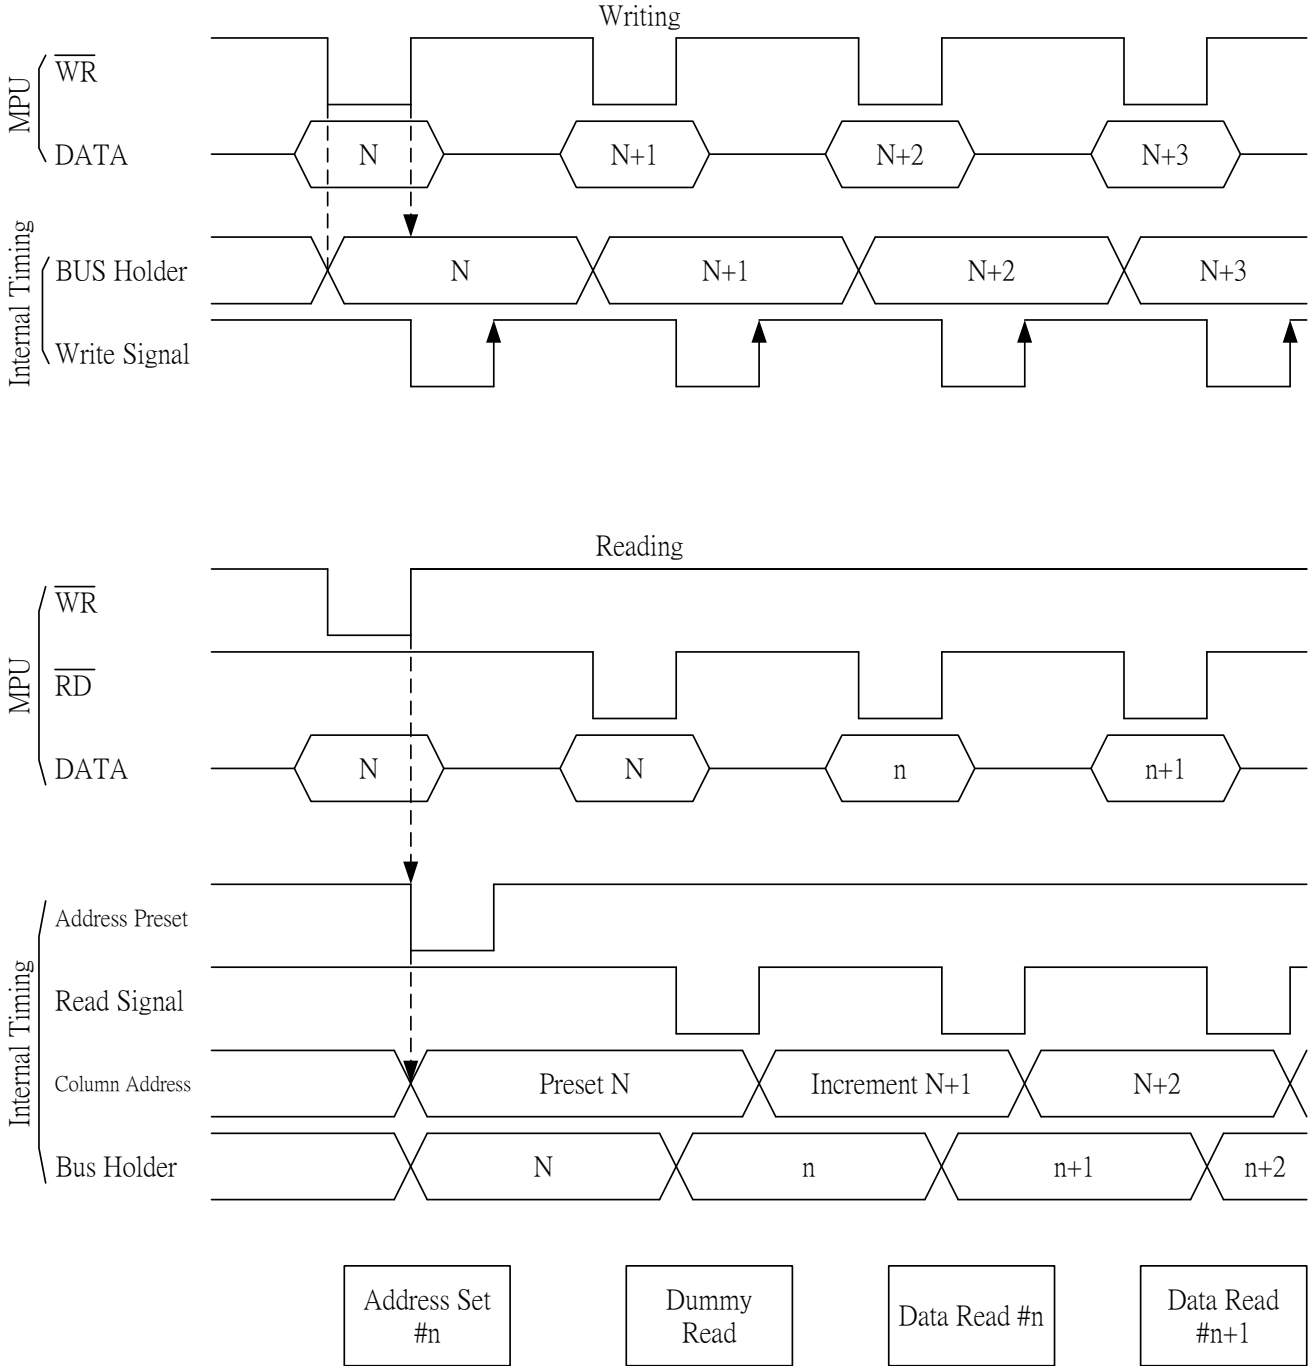 Writing
MPU
WR
DATA
N
N+1
N+2
N+3
Internal Timing
BUS Holder
N
N+1
N+2
N+3
Write Signal
Reading
MPU
WR
RD
DATA
N
N
n
n+1
Internal Timing
Address Preset
Read Signal
Column Address
Preset N
Increment N+1
N+2
Bus Holder
N
n
n+1
n+2
Address Set
#n
Dummy
Read
Data Read #n
Data Read
#n+1